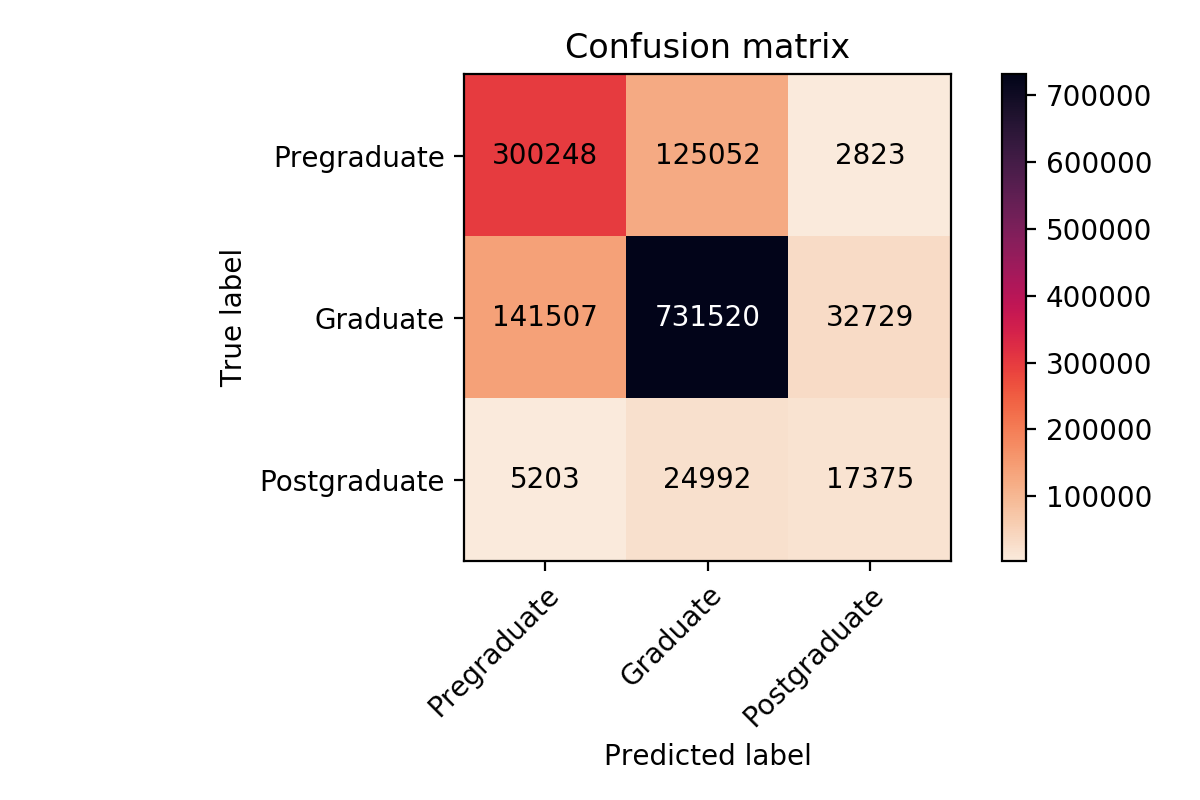 Confusion matrix
Pregraduate 300248 125052 2823
Graduate 141507 731520 32729
Postgraduate 5203 24992 17375
True label
Pregraduate Graduate Postgraduate
Predicted label
700000
600000
500000
400000
300000
200000
100000